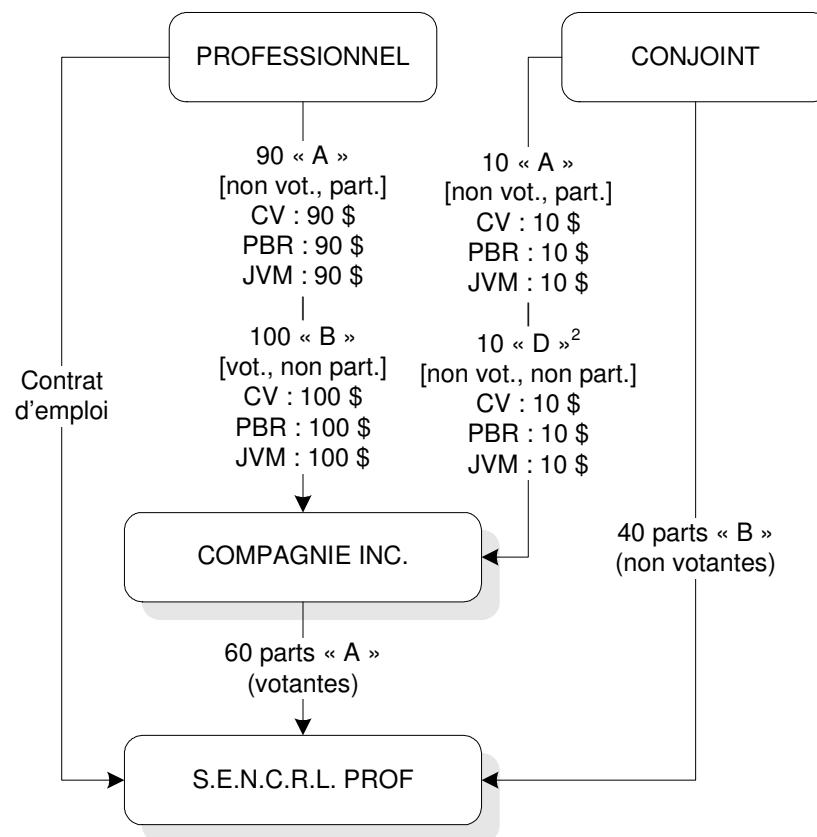 PROFESSIONNEL
CONJOINT
90 « A »
[non vot., part.]
CV : 90 $
PBR : 90 $
JVM : 90 $
10 « A »
[non vot., part.]
CV : 10 $
PBR : 10 $
JVM : 10 $
100 « B »
[vot., non part.]
CV : 100 $
PBR : 100 $
JVM : 100 $
10 « D »²
[non vot., non part.]
CV : 10 $
PBR : 10 $
JVM : 10 $
Contrat
d'emploi
COMPAGNIE INC.
40 parts « B »
(non votantes)
60 parts « A »
(votantes)
S.E.N.C.R.L. PROF